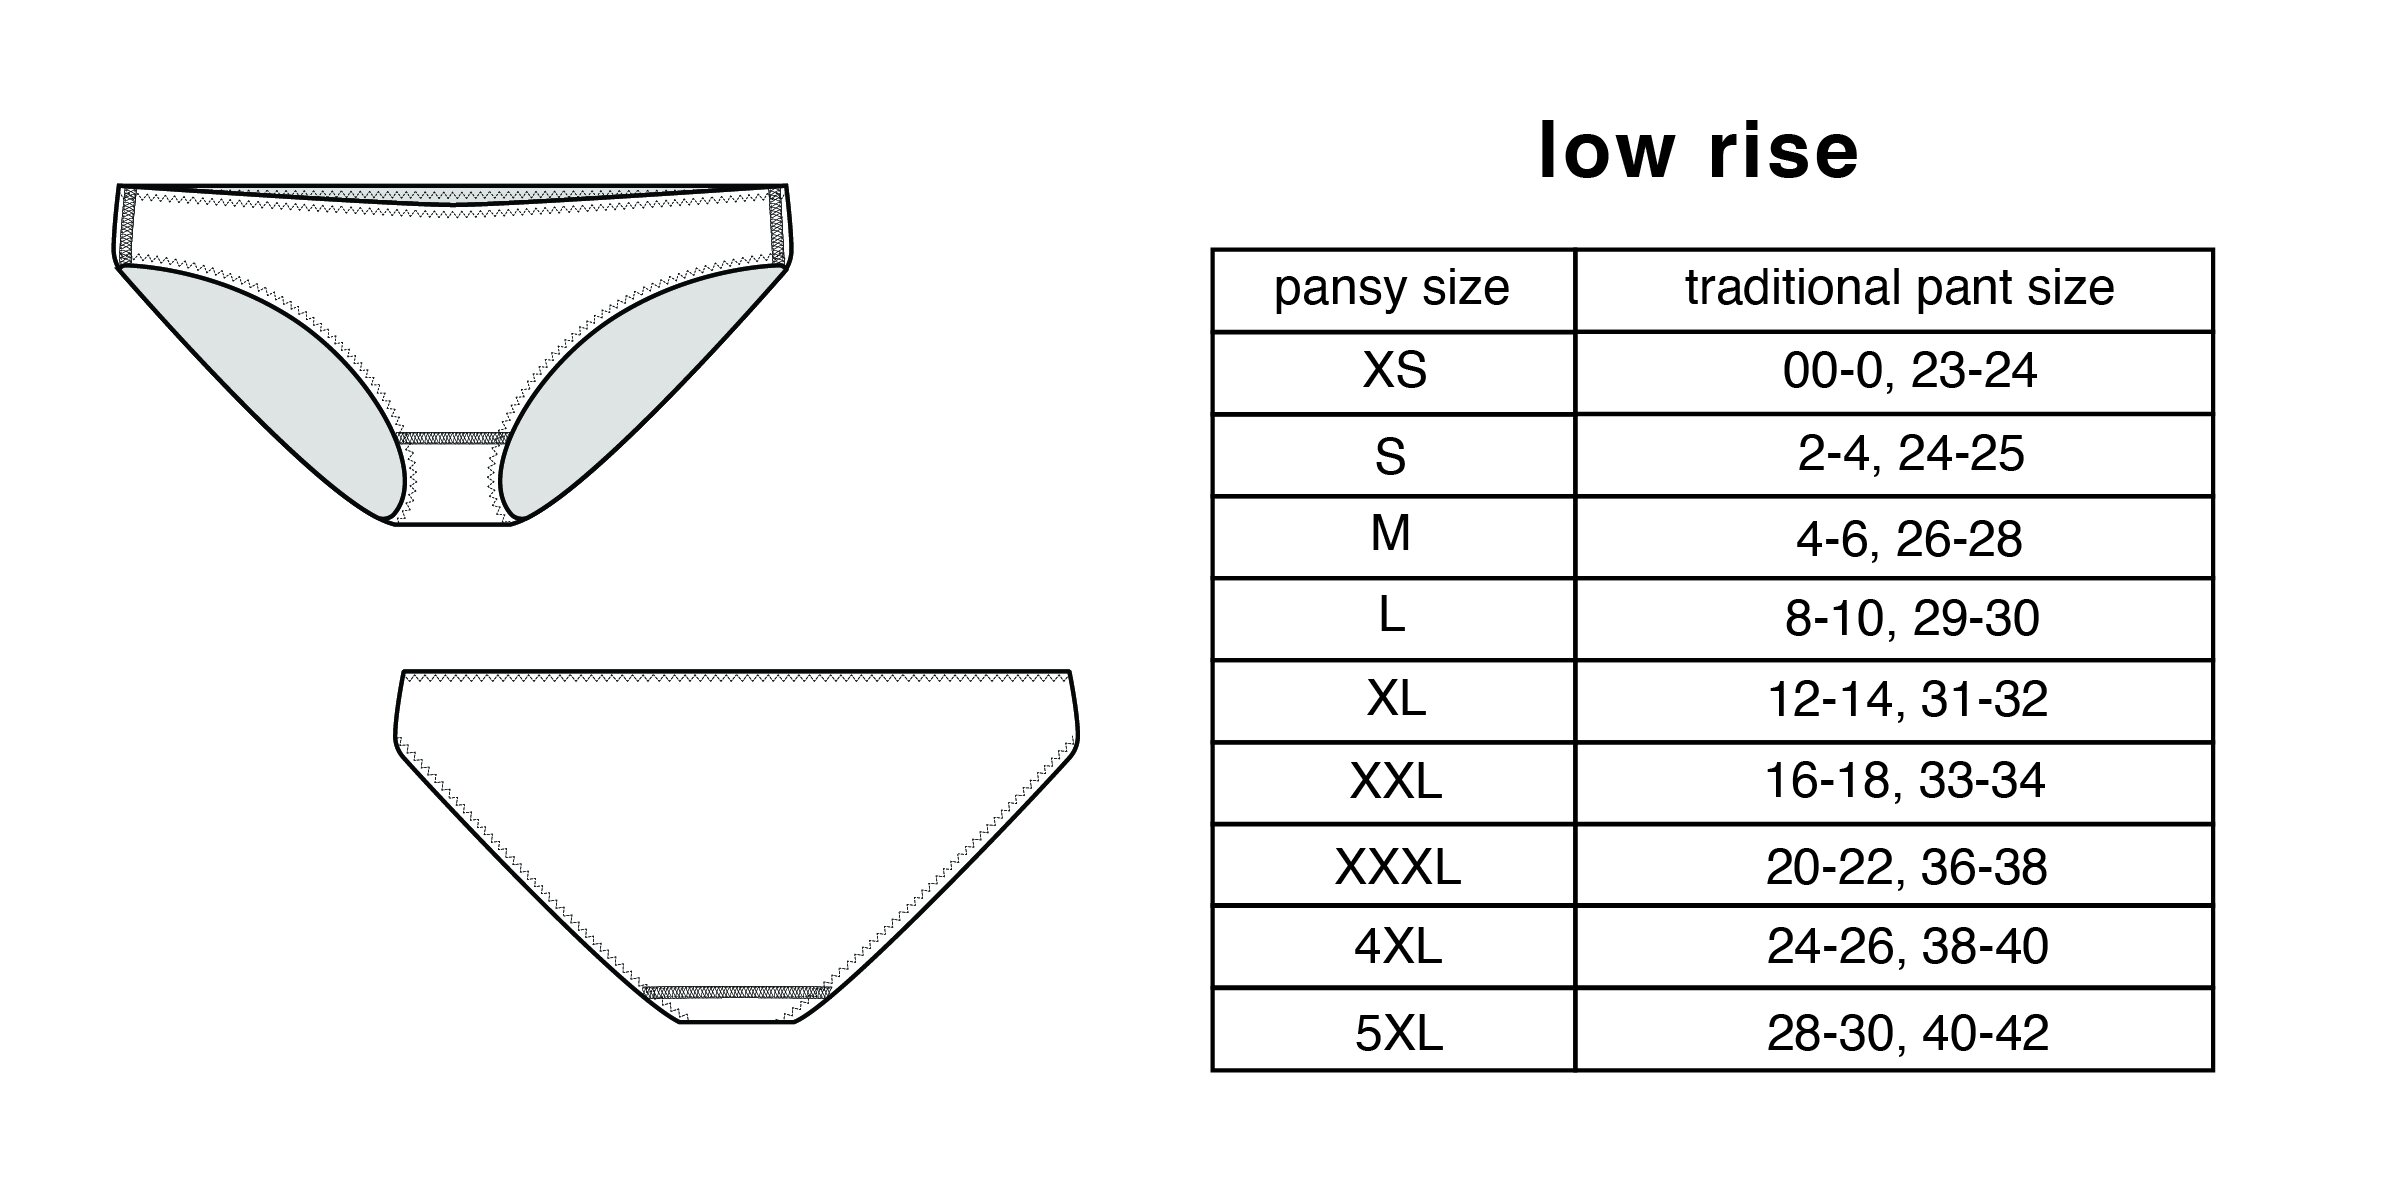 low rise
pansy size traditional pant size
XS 00-0, 23-24
S 2-4, 24-25
M 4-6, 26-28
L 8-10, 29-30
XL 12-14, 31-32
XXL 16-18, 33-34
XXXL 20-22, 36-38
4XL 24-26, 38-40
5XL 28-30, 40-42